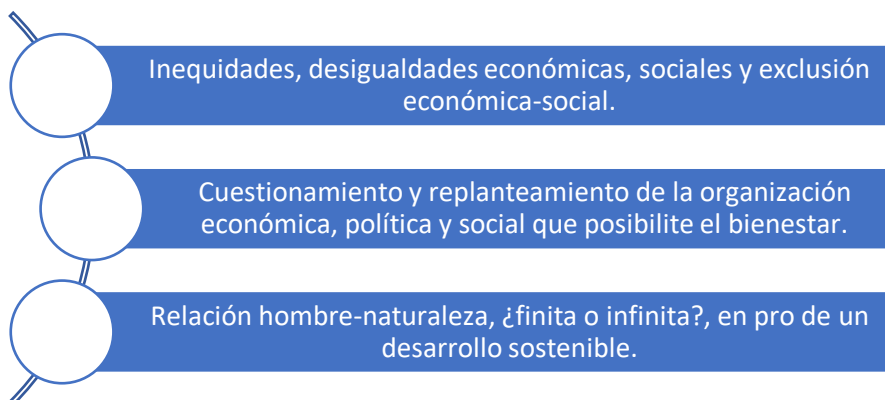 Inequidades, desigualdades económicas, sociales y exclusión
económica-social.
Cuestionamiento y replanteamiento de la organización
económica, política y social que posibilite el bienestar.
Relación hombre-naturaleza, ¿finita o infinita?, en pro de un
desarrollo sostenible.